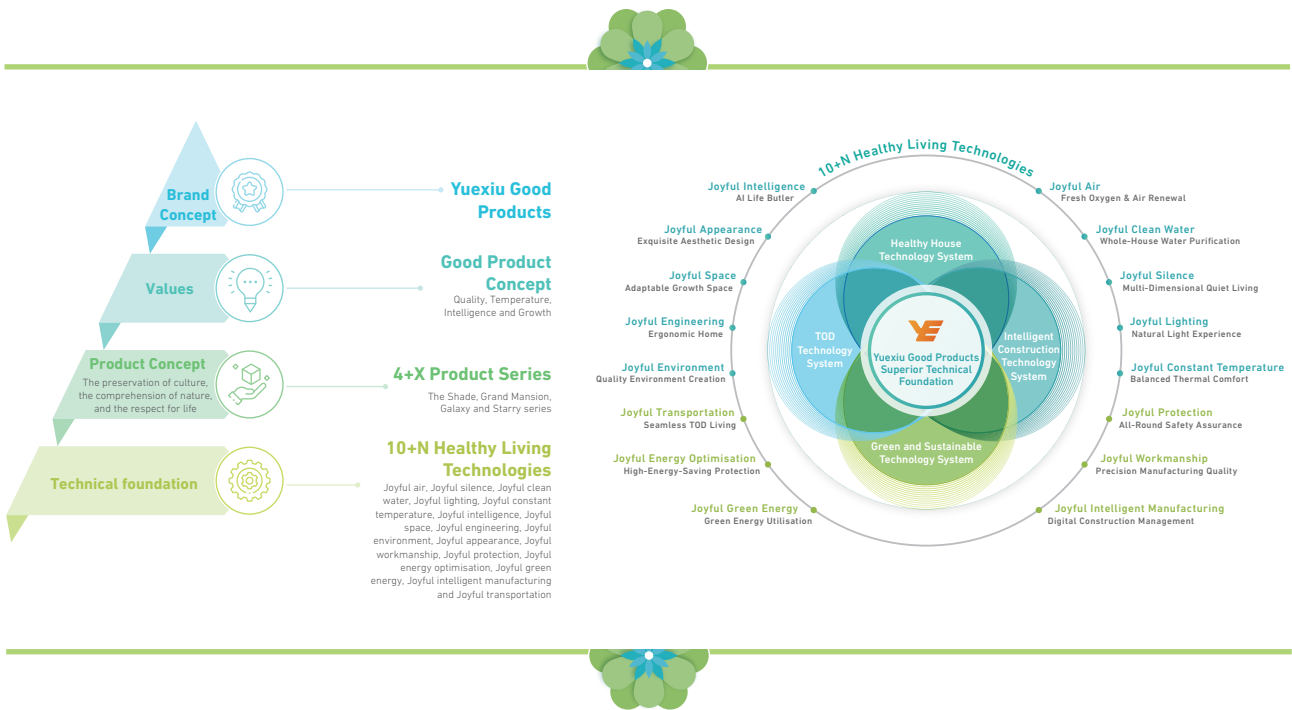 Brand
Concept
Yuexiu Good
Products
Values
Good Product
Concept
Quality, Temperature,
Intelligence and Growth
Product Concept
The preservation of culture,
the comprehension of nature,
and the respect for life
4+X Product Series
The Shade, Grand Mansion,
Galaxy and Starry series
Technical foundation
10+N Healthy Living
Technologies
Joyful air, Joyful silence, Joyful clean
water, Joyful lighting, Joyful constant
temperature, Joyful intelligence, Joyful
space, Joyful engineering, Joyful
environment, Joyful appearance, Joyful
workmanship, Joyful protection, Joyful
energy optimisation, Joyful green
energy, Joyful intelligent manufacturing
and Joyful transportation
10+N Healthy Living Technologies
Joyful Intelligence
AI Life Butler
Joyful Appearance
Exquisite Aesthetic Design
Joyful Space
Adaptable Growth Space
Joyful Engineering
Ergonomic Home
Joyful Environment
Quality Environment Creation
Joyful Transportation
Seamless TOD Living
Joyful Energy Optimisation
High-Energy-Saving Protection
Joyful Green Energy
Green Energy Utilisation
Healthy House
Technology System
TOD
Technology
System
YE
Yuexiu Good Products
Superior Technical
Foundation
Intelligent
Construction
Technology
System
Green and Sustainable
Technology System
Joyful Air
Fresh Oxygen & Air Renewal
Joyful Clean Water
Whole-House Water Purification
Joyful Silence
Multi-Dimensional Quiet Living
Joyful Lighting
Natural Light Experience
Joyful Constant Temperature
Balanced Thermal Comfort
Joyful Protection
All-Round Safety Assurance
Joyful Workmanship
Precision Manufacturing Quality
Joyful Intelligent Manufacturing
Digital Construction Management